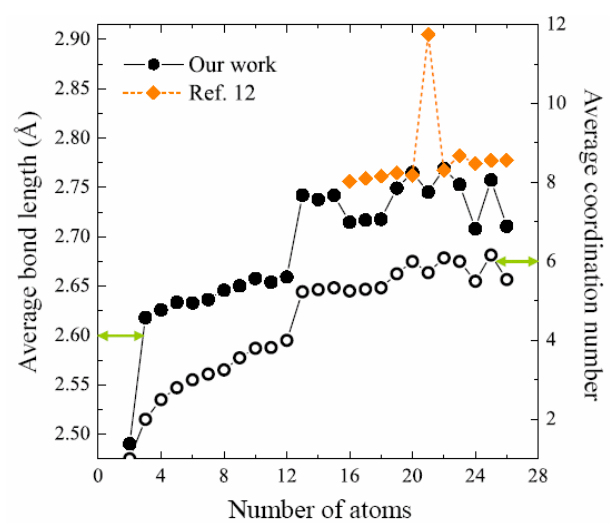 Our work
Ref. 12
Average bond length (Å)
2.90
2.85
2.80
2.75
2.70
2.65
2.60
2.55
2.50
Average coordination number
12
10
8
6
4
2
0 4 8 12 16 20 24 28
Number of atoms